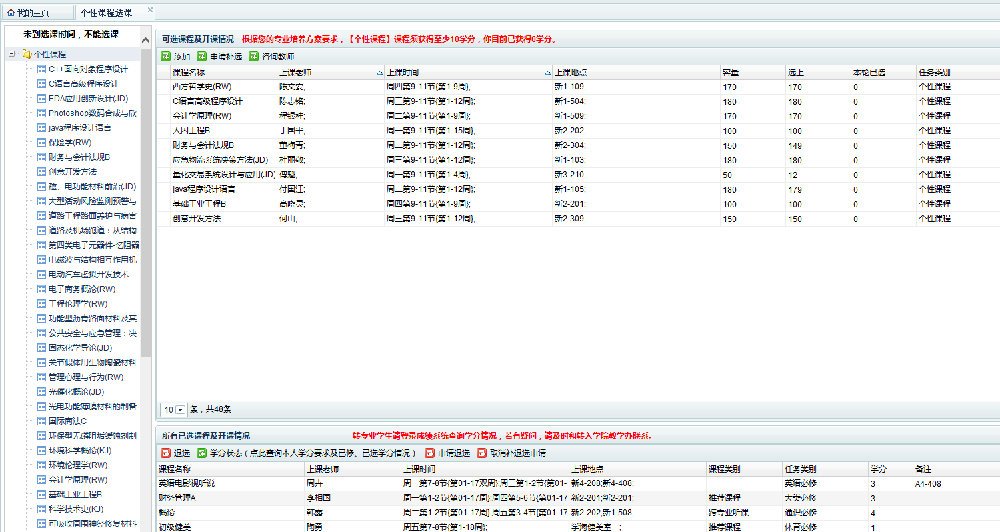 我的主页 个性课程选课
未到选课时间，不能选课
个性课程
C++面向对象程序设计
C语言高级程序设计
EDA应用创新设计(JD)
Photoshop数码合成与欣
java程序设计语言
保险学(RW)
财务与会计法规B
创意开发方法
磁、电功能材料前沿(JD)
大型活动风险监测预警与
道路工程路面养护与病害
道路及机场跑道：从结构
第四类电子元器件-忆阻器
电磁波与结构相互作用机
电动汽车虚拟开发技术
电子商务概论(RW)
工程伦理学(RW)
功能型沥青路面材料及其
公共安全与应急管理：决
固态化学导论(JD)
关节假体用生物陶瓷材料
管理心理与行为(RW)
光催化概论(JD)
光电功能薄膜材料的制备
国际商法C
环保型无磷阻垢缓蚀剂制
环境科学概论(KJ)
环境伦理学(RW)
会计学原理(RW)
基础工业工程B
科学技术史(KJ)
可吸收周围神经修复材料
可选课程及开课情况 根据您的专业培养方案要求，【个性课程】课程须获得至少10学分，你目前已获得0学分。
添加 申请补选 咨询教师
课程名称 上课老师 上课时间 上课地点 容量 选上 本轮已选 任务类别
西方哲学史(RW) 陈文安; 周四第9-11节{第1-9周}; 新1-109; 170 170 0 个性课程
C语言高级程序设计 陈志铭; 周三第9-11节{第1-12周}; 新1-504; 180 180 0 个性课程
会计学原理(RW) 程银桂; 周二第9-11节{第1-9周}; 新1-509; 170 170 0 个性课程
人因工程B 丁国平; 周一第9-11节{第1-15周}; 新2-202; 100 100 0 个性课程
财务与会计法规B 董梅青; 周二第9-11节{第1-12周}; 新2-304; 150 149 0 个性课程
应急物流系统决策方法(JD) 杜丽敬; 周三第9-11节{第1-12周}; 新1-103; 180 180 0 个性课程
量化交易系统设计与应用(JD) 傅魁; 周一第9-11节{第1-4周}; 新3-210; 50 12 0 个性课程
java程序设计语言 付国江; 周二第9-11节{第1-12周}; 新1-105; 180 179 0 个性课程
基础工业工程B 高晓灵; 周四第9-11节{第1-9周}; 新2-201; 100 100 0 个性课程
创意开发方法 何山; 周三第9-11节{第1-12周}; 新2-309; 150 150 0 个性课程
10 条，共48条
所有已选课程及开课情况 转专业学生请登录成绩系统查询学分情况，若有疑问，请及时和转入学院教学办联系。
退选 学分状态（点此查询本人学分要求及已修、已选学分情况） 申请退选 取消补退选申请
课程名称 上课老师 上课时间 上课地点 课程类别 任务类别 学分 备注
英语电影视听说 周卉 周一第7-8节{第01-17双周};周三第1-2节{第01- 新4-208;新4-408; 英语必修 3 A4-408
财务管理A 李相国 周一第1-2节{第01-17周};周四第5-6节{第01-17 新2-201;新2-201; 推荐课程 大类必修 3
概论 韩露 周二第1-2节{第01-17周};周五第3-4节{第01-17 新2-202;新1-508; 跨专业听课 通识必修 4
初级健美 陶勇 周五第7-8节{第1-18周}; 学海健美室一; 推荐课程 体育必修 1